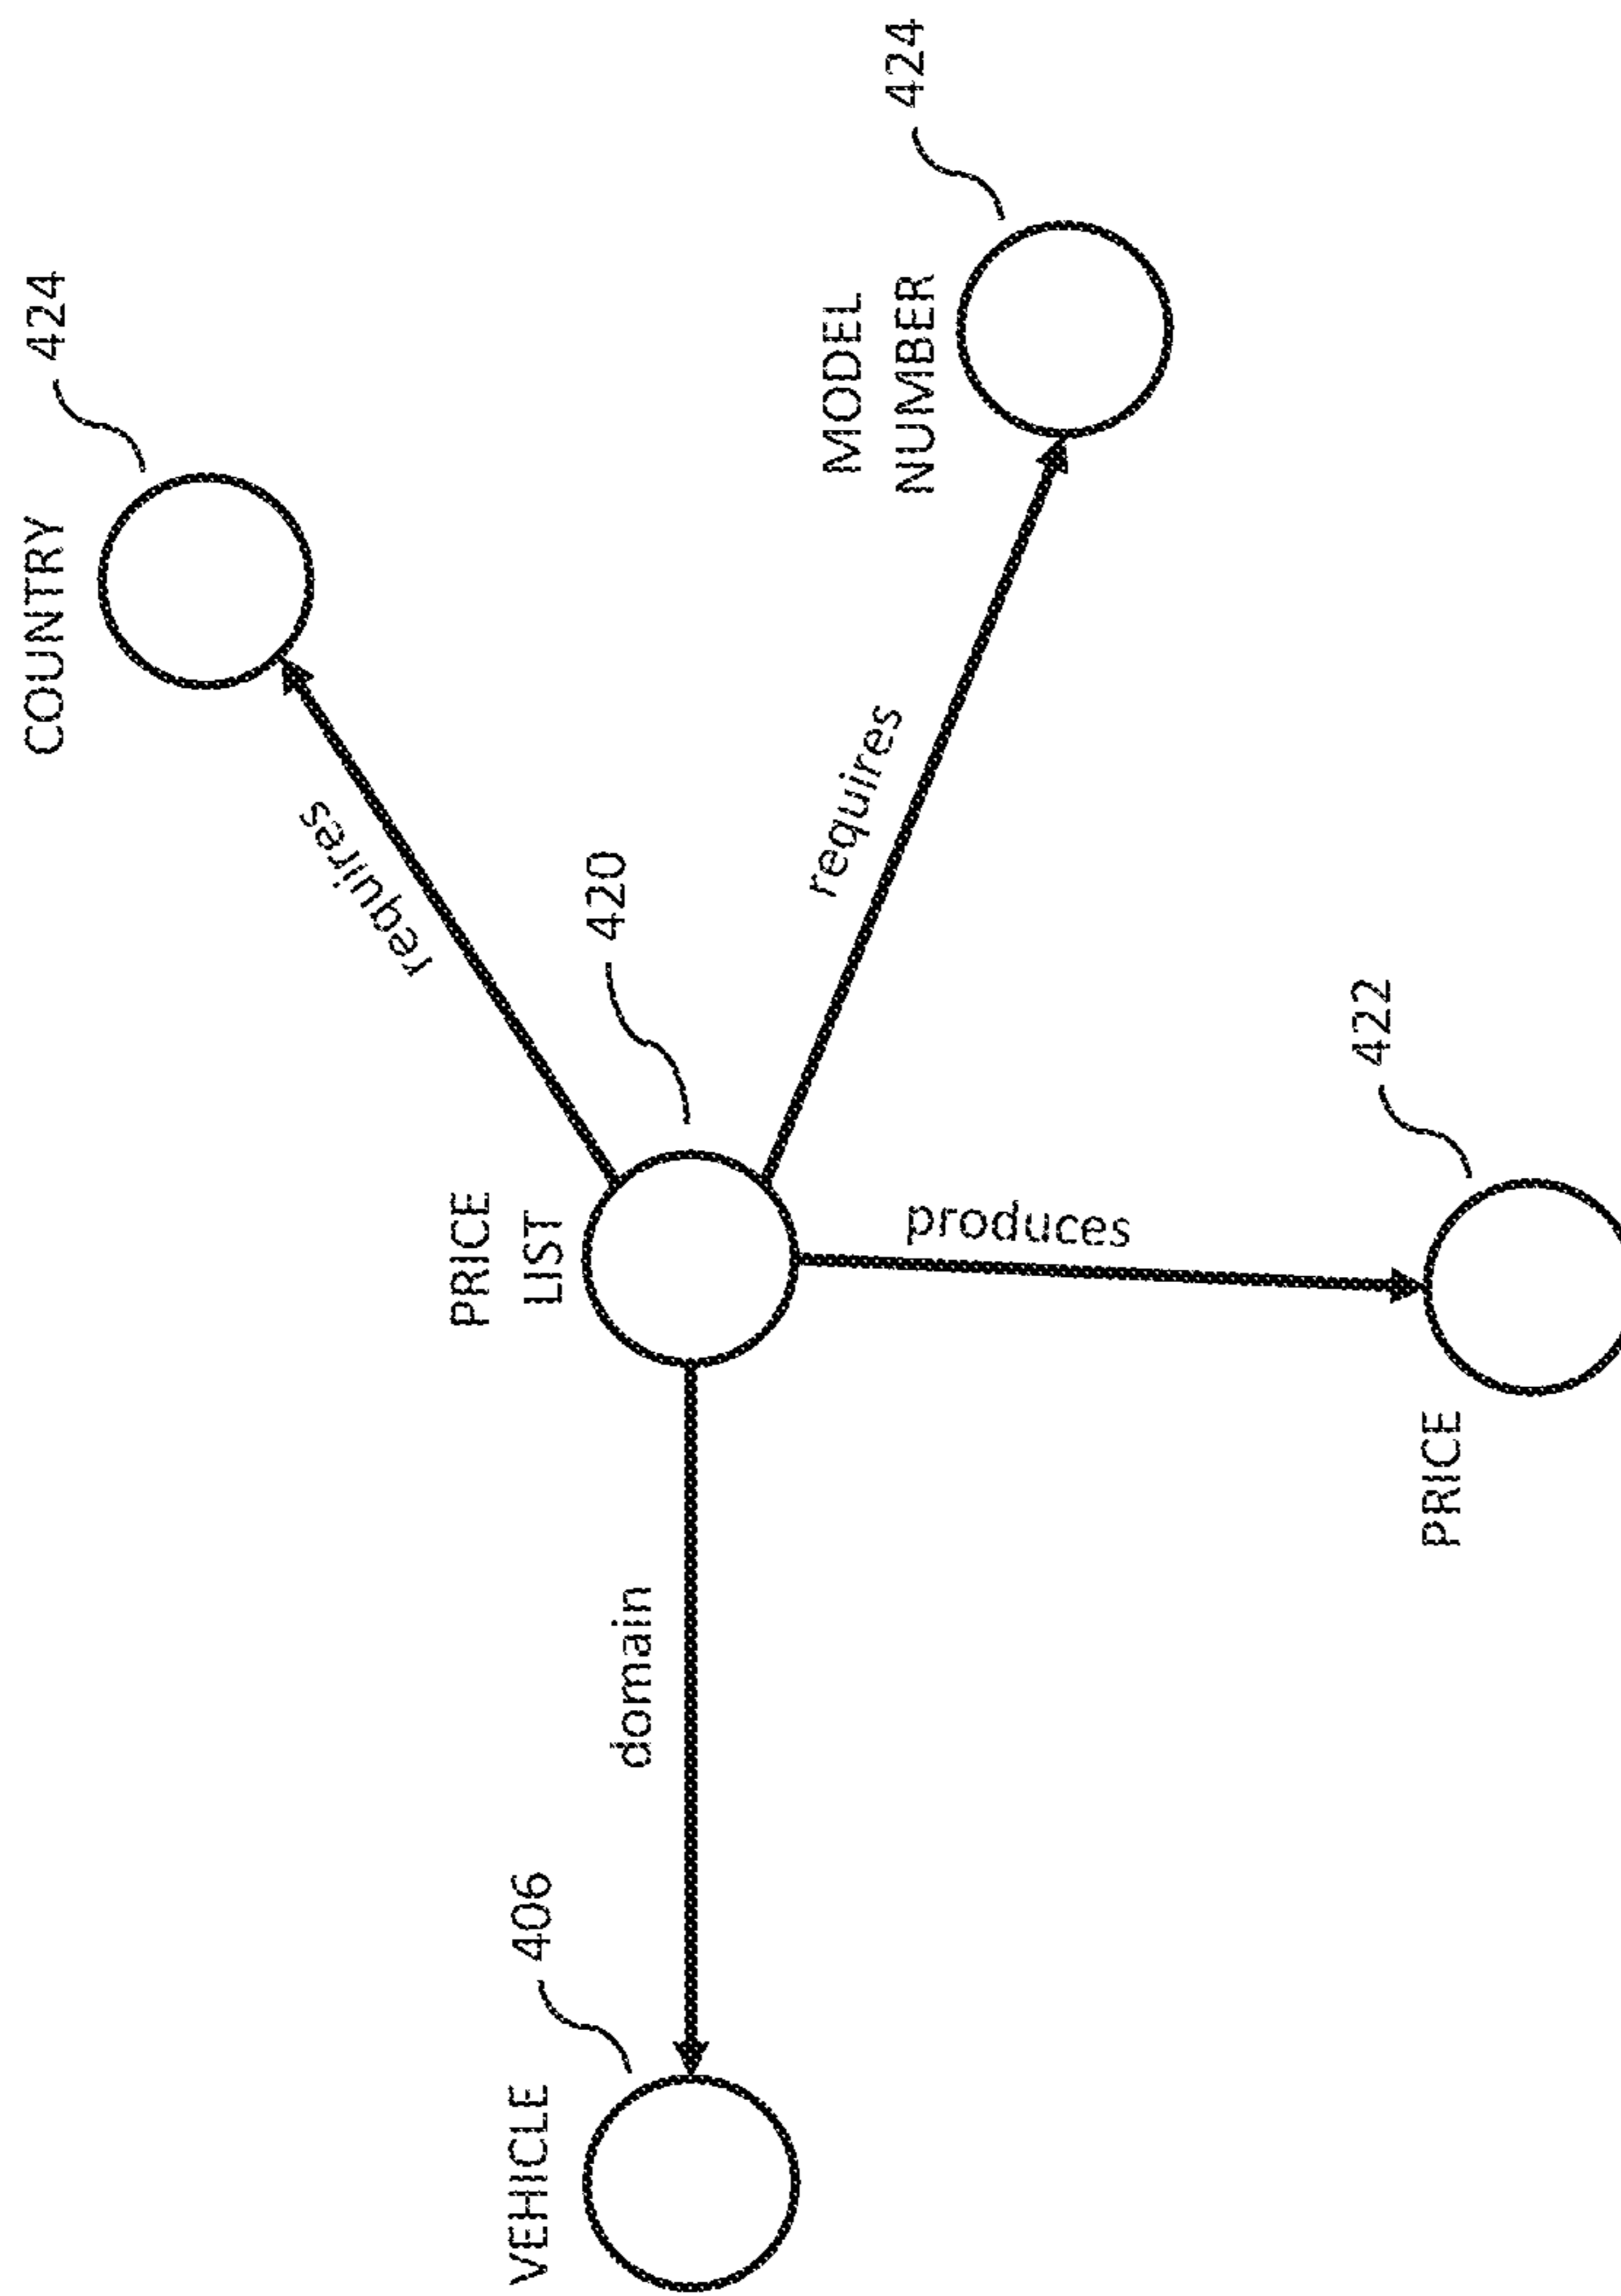 VEHICLE
406
domain
PRICE
LIST
420
requires
COUNTRY
424
requires
MODEL
NUMBER
424
produces
PRICE
422